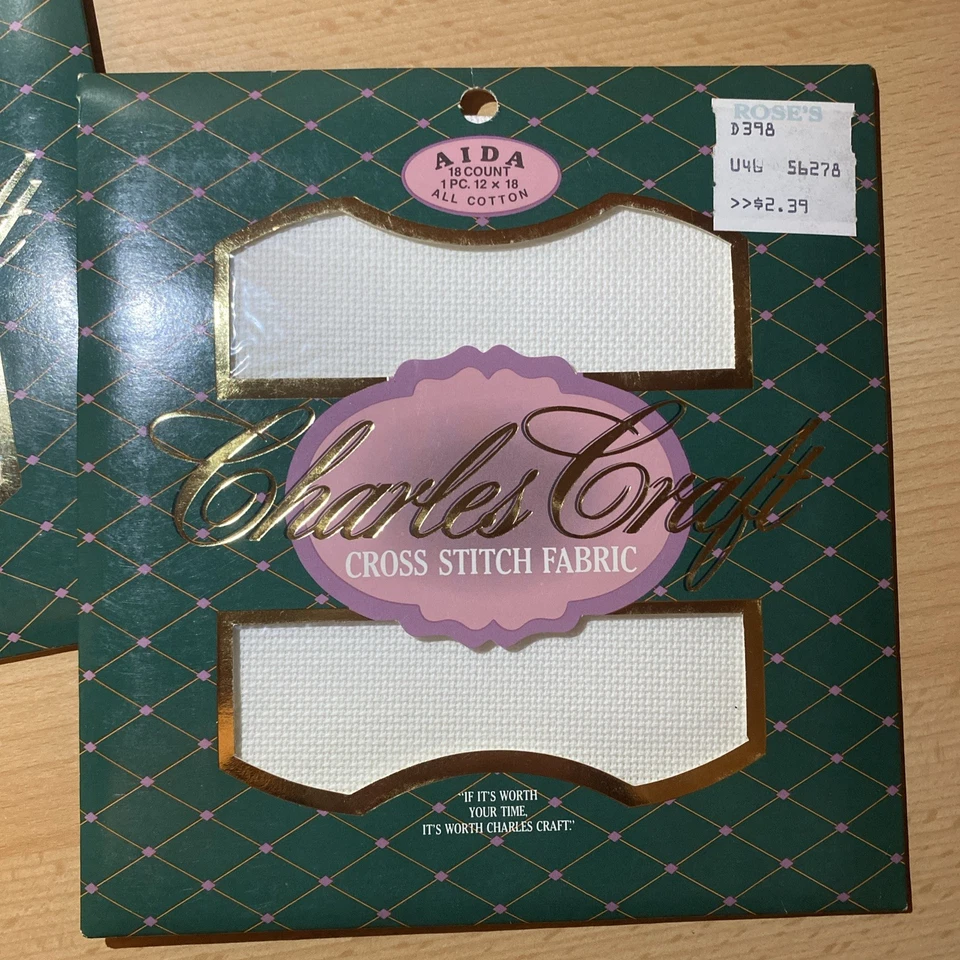 ROSE'S
D398
U4W 56278
>>$2.39
AIDA
18 COUNT
1 PC. 12 × 18
ALL COTTON
Charles Craft
CROSS STITCH FABRIC
"IF IT'S WORTH
YOUR TIME,
IT'S WORTH CHARLES CRAFT."